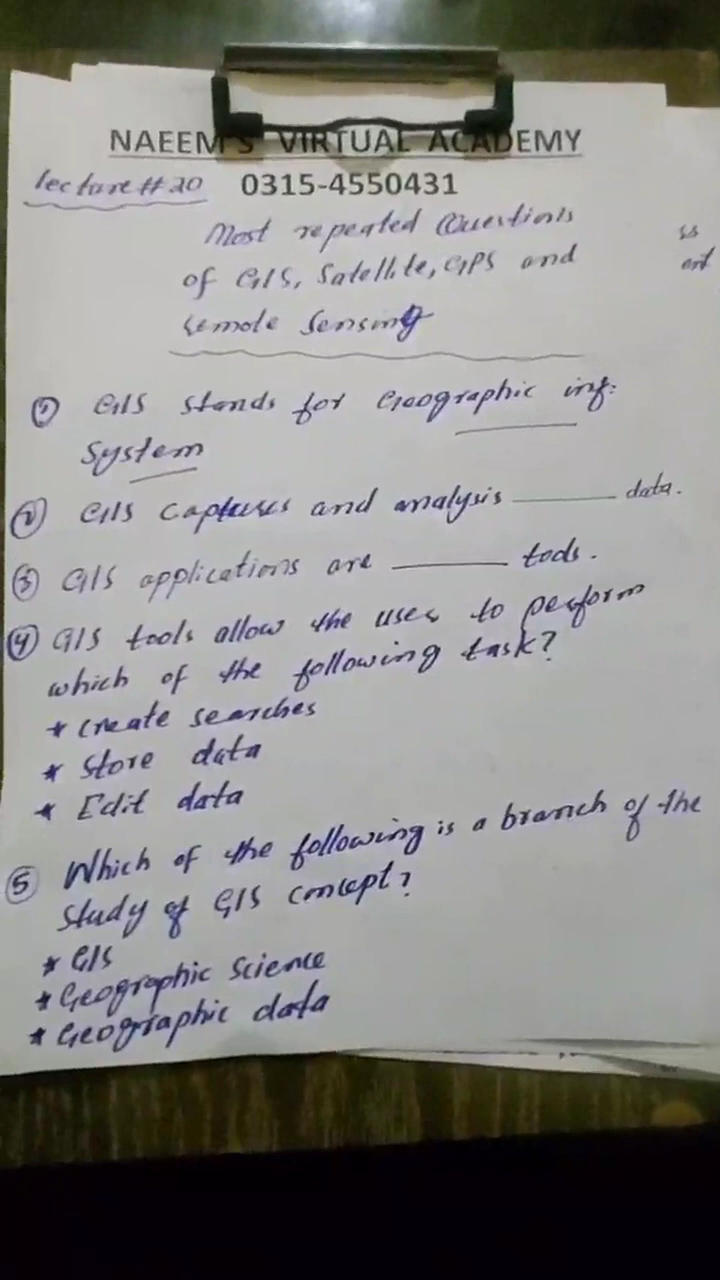 NAEEM'S VIRTUAL ACADEMY
lecture # 20 0315-4550431
Most repeated Questions
of GIS, Satellite, GPS and
remote Sensing
① GIS stands for Geographic inf:
System
② GIS captures and analysis ______ data.
③ GIS applications are ______ tools.
④ GIS tools allow the user to perform
which of the following task?
* Create searches
* Store data
* Edit data
⑤ Which of the following is a branch of the
study of GIS concept?
* GIS
* Geographic Science
* Geographic data